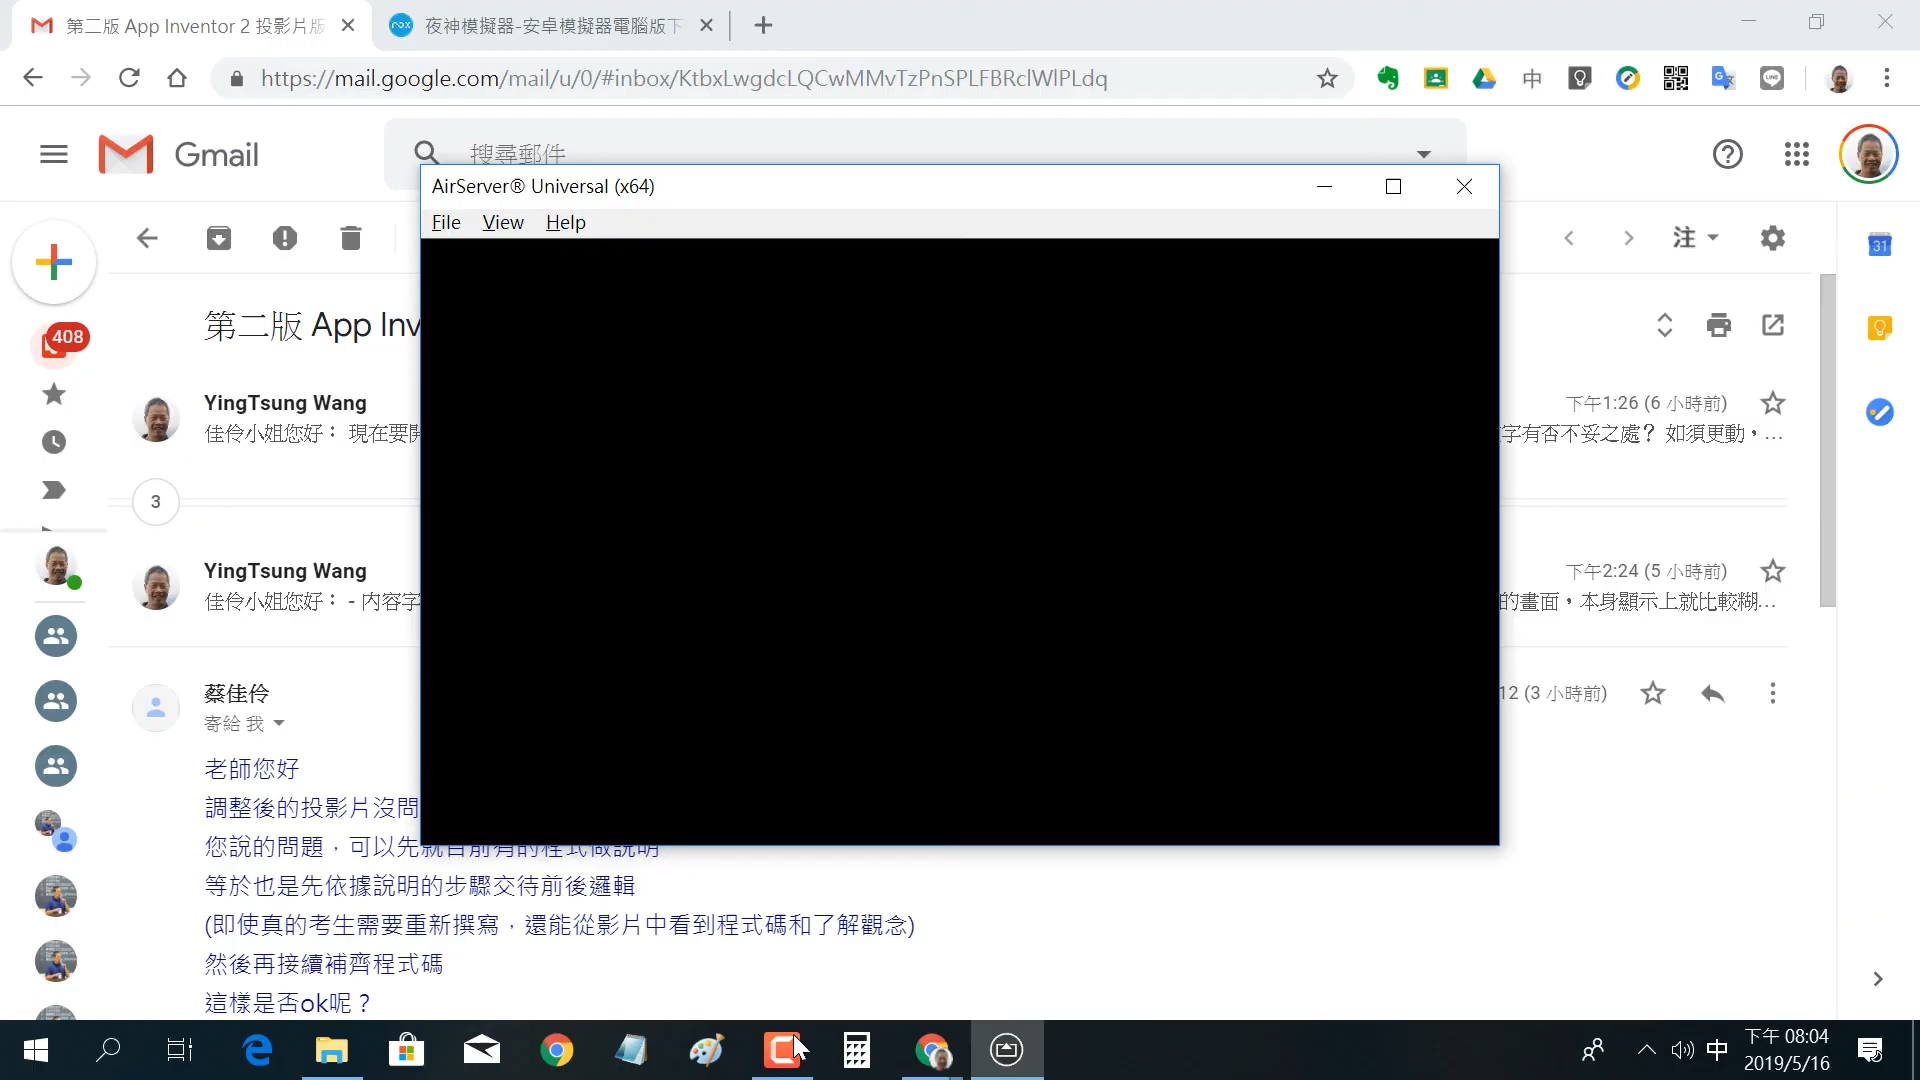 第二版 App Inventor 2 投影片版
夜神模擬器-安卓模擬器電腦版下
https://mail.google.com/mail/u/0/#inbox/KtbxLwgdcLQCwMMvTzPnSPLFBRclWlPLdq
中
Gmail
搜尋郵件
AirServer® Universal (x64)
File View Help
注
31
408
第二版 App Inv
YingTsung Wang
下午1:26 (6 小時前)
佳伶小姐您好： 現在要開
字有否不妥之處？ 如須更動，…
3
YingTsung Wang
下午2:24 (5 小時前)
佳伶小姐您好： - 內容字
的畫面，本身顯示上就比較糊…
蔡佳伶
12 (3 小時前)
寄給 我
老師您好
調整後的投影片沒問
您說的問題，可以先就目前有的程式做說明
等於也是先依據說明的步驟交待前後邏輯
(即使真的考生需要重新撰寫，還能從影片中看到程式碼和了解觀念)
然後再接續補齊程式碼
這樣是否ok呢？
中
下午 08:04
2019/5/16